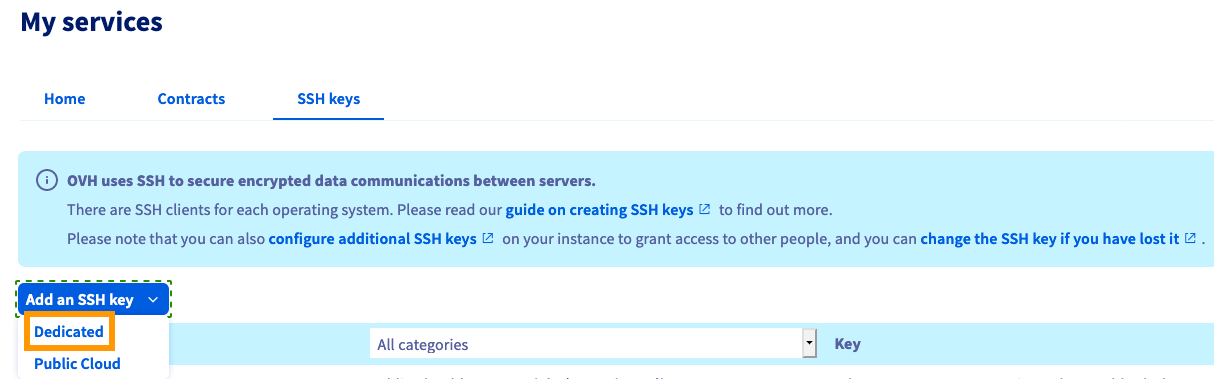 My services
Home Contracts SSH keys
OVH uses SSH to secure encrypted data communications between servers.
There are SSH clients for each operating system. Please read our guide on creating SSH keys to find out more.
Please note that you can also configure additional SSH keys on your instance to grant access to other people, and you can change the SSH key if you have lost it .
Add an SSH key
Dedicated
All categories Key
Public Cloud